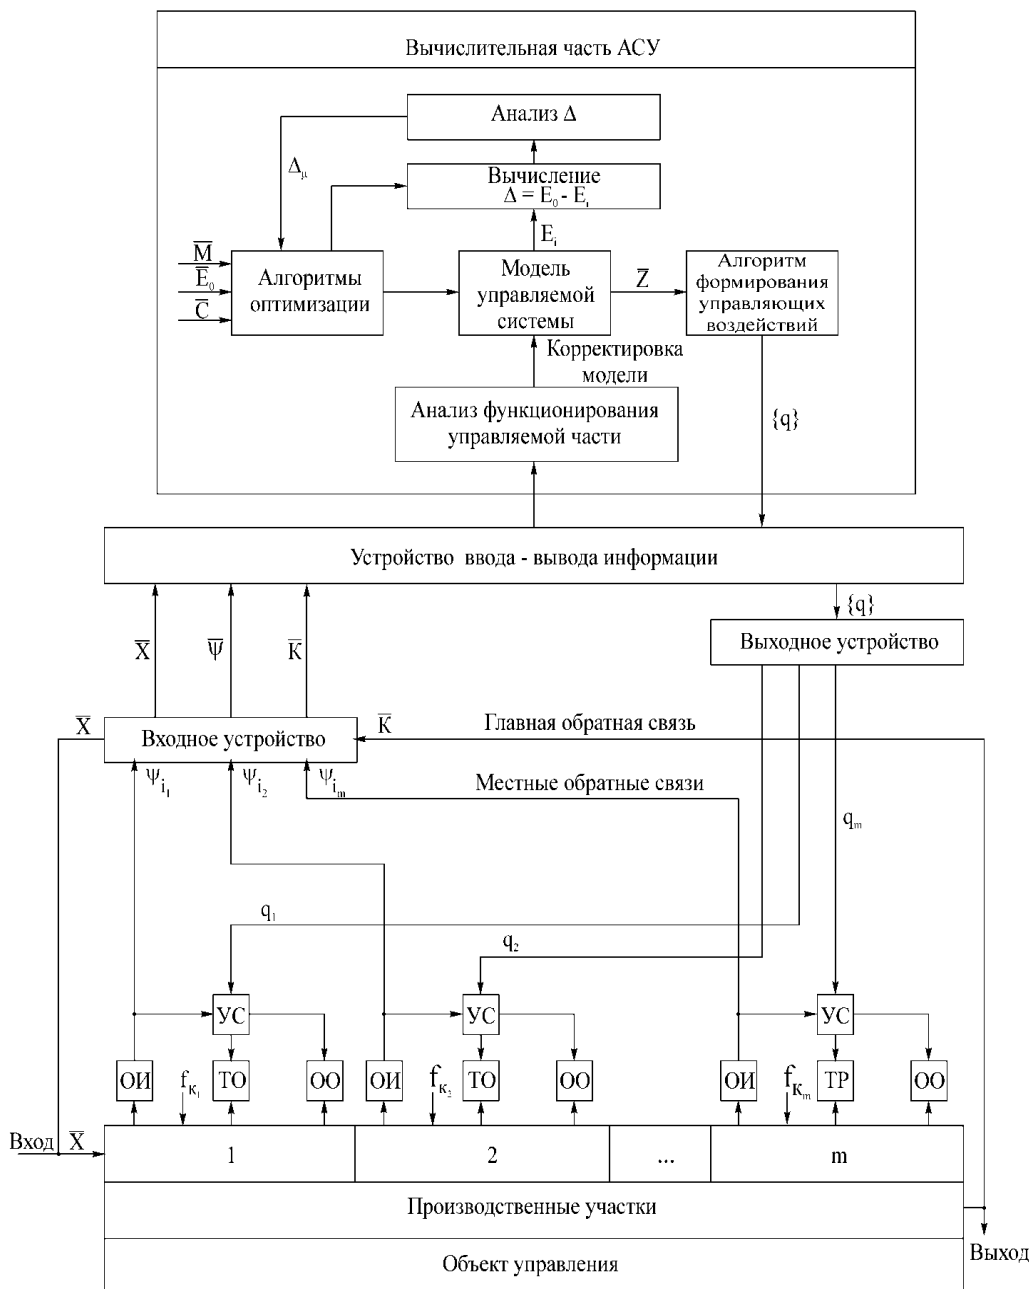 Вычислительная часть АСУ
Анализ Δ
Δμ
Вычисление
Δ = E₀ - Eᵢ
Eᵢ
M̅
E̅₀
C̅
Алгоритмы
оптимизации
Модель
управляемой
системы
Z̅
Алгоритм
формирования
управляющих
воздействий
Корректировка
модели
Анализ функционирования
управляемой части
{q}
Устройство ввода - вывода информации
{q}
X̅
Ψ̅
K̅
Выходное устройство
X̅
Входное устройство
K̅
Главная обратная связь
Ψi₁
Ψi₂
Ψiₘ
Местные обратные связи
qₘ
q₁
q₂
УС
УС
УС
ОИ
fк₁
ТО
ОО
ОИ
fк₂
ТО
ОО
ОИ
fкₘ
ТР
ОО
Вход
X̅
1
2
...
m
Производственные участки
Выход
Объект управления